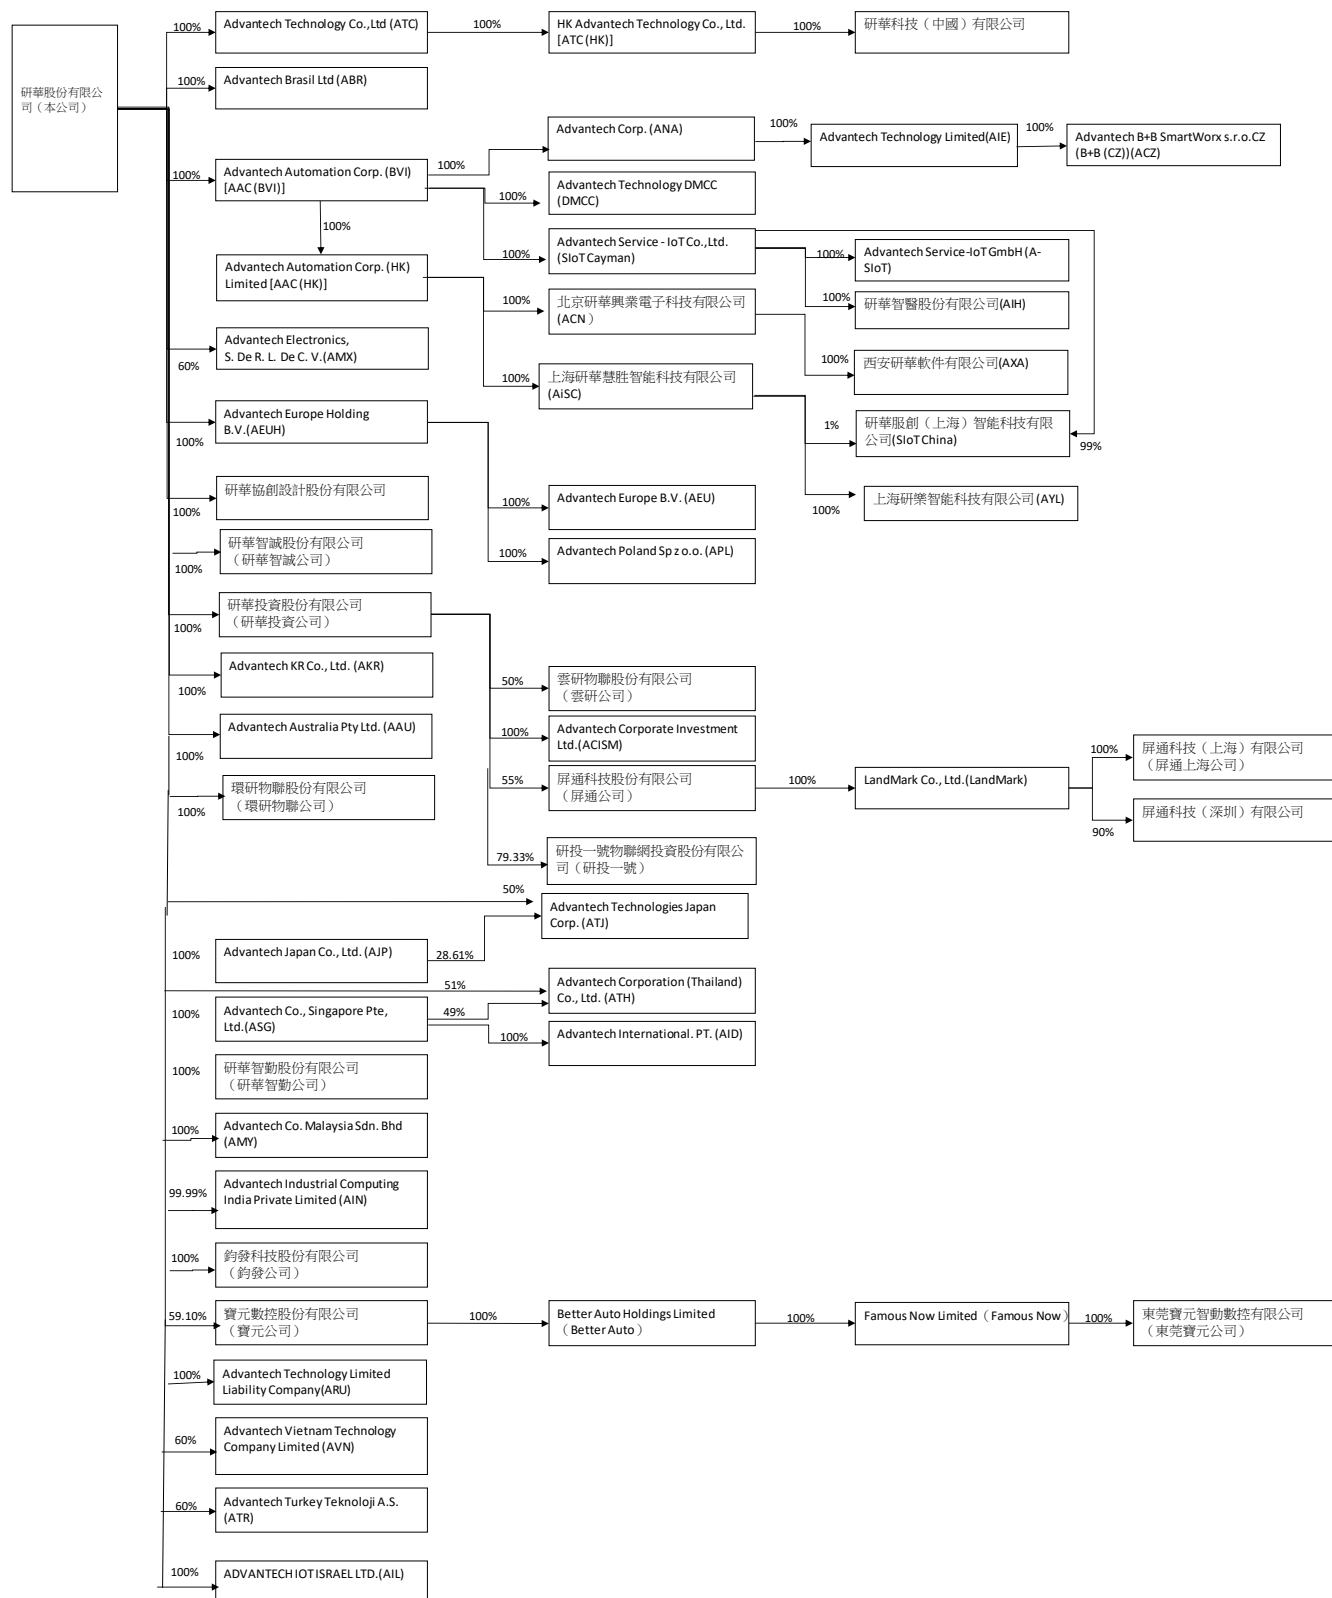 研華股份有限公
司（本公司）
100%
Advantech Technology Co.,Ltd (ATC)
100%
HK Advantech Technology Co., Ltd.
[ATC (HK)]
100%
研華科技（中國）有限公司
100%
Advantech Brasil Ltd (ABR)
100%
Advantech Automation Corp. (BVI)
[AAC (BVI)]
100%
Advantech Corp. (ANA)
100%
Advantech Technology Limited(AIE)
100%
Advantech B+B SmartWorx s.r.o.CZ
(B+B (CZ))(ACZ)
100%
Advantech Technology DMCC
(DMCC)
100%
Advantech Service - IoT Co.,Ltd.
(SIoT Cayman)
100%
Advantech Service-IoT GmbH (A-
SIoT)
100%
研華智醫股份有限公司(AIH)
99%
100%
Advantech Automation Corp. (HK)
Limited [AAC (HK)]
100%
北京研華興業電子科技有限公司
(ACN）
100%
西安研華軟件有限公司(AXA)
100%
上海研華慧胜智能科技有限公司
(AiSC)
1%
研華服創（上海）智能科技有限
公司(SIoT China)
100%
上海研樂智能科技有限公司(AYL)
60%
Advantech Electronics,
S. De R. L. De C. V.(AMX)
100%
Advantech Europe Holding
B.V.(AEUH)
100%
Advantech Europe B.V. (AEU)
100%
Advantech Poland Sp z o.o. (APL)
100%
研華協創設計股份有限公司
100%
研華智誠股份有限公司
（研華智誠公司）
100%
研華投資股份有限公司
（研華投資公司）
50%
雲研物聯股份有限公司
（雲研公司）
100%
Advantech Corporate Investment
Ltd.(ACISM)
55%
屏通科技股份有限公司
（屏通公司）
100%
LandMark Co., Ltd.(LandMark)
100%
屏通科技（上海）有限公司
（屏通上海公司）
90%
屏通科技（深圳）有限公司
79.33%
研投一號物聯網投資股份有限公
司（研投一號）
100%
Advantech KR Co., Ltd. (AKR)
100%
Advantech Australia Pty Ltd. (AAU)
100%
環研物聯股份有限公司
（環研物聯公司）
50%
Advantech Technologies Japan
Corp. (ATJ)
100%
Advantech Japan Co., Ltd. (AJP)
28.61%
51%
Advantech Corporation (Thailand)
Co., Ltd. (ATH)
100%
Advantech Co., Singapore Pte,
Ltd.(ASG)
49%
100%
Advantech International. PT. (AID)
100%
研華智勤股份有限公司
（研華智勤公司）
100%
Advantech Co. Malaysia Sdn. Bhd
(AMY)
99.99%
Advantech Industrial Computing
India Private Limited (AIN)
100%
鈞發科技股份有限公司
（鈞發公司）
59.10%
寶元數控股份有限公司
（寶元公司）
100%
Better Auto Holdings Limited
（Better Auto）
100%
Famous Now Limited（Famous Now）
100%
東莞寶元智動數控有限公司
（東莞寶元公司）
100%
Advantech Technology Limited
Liability Company(ARU)
60%
Advantech Vietnam Technology
Company Limited (AVN)
60%
Advantech Turkey Teknoloji A.S.
(ATR)
100%
ADVANTECH IOT ISRAEL LTD.(AIL)